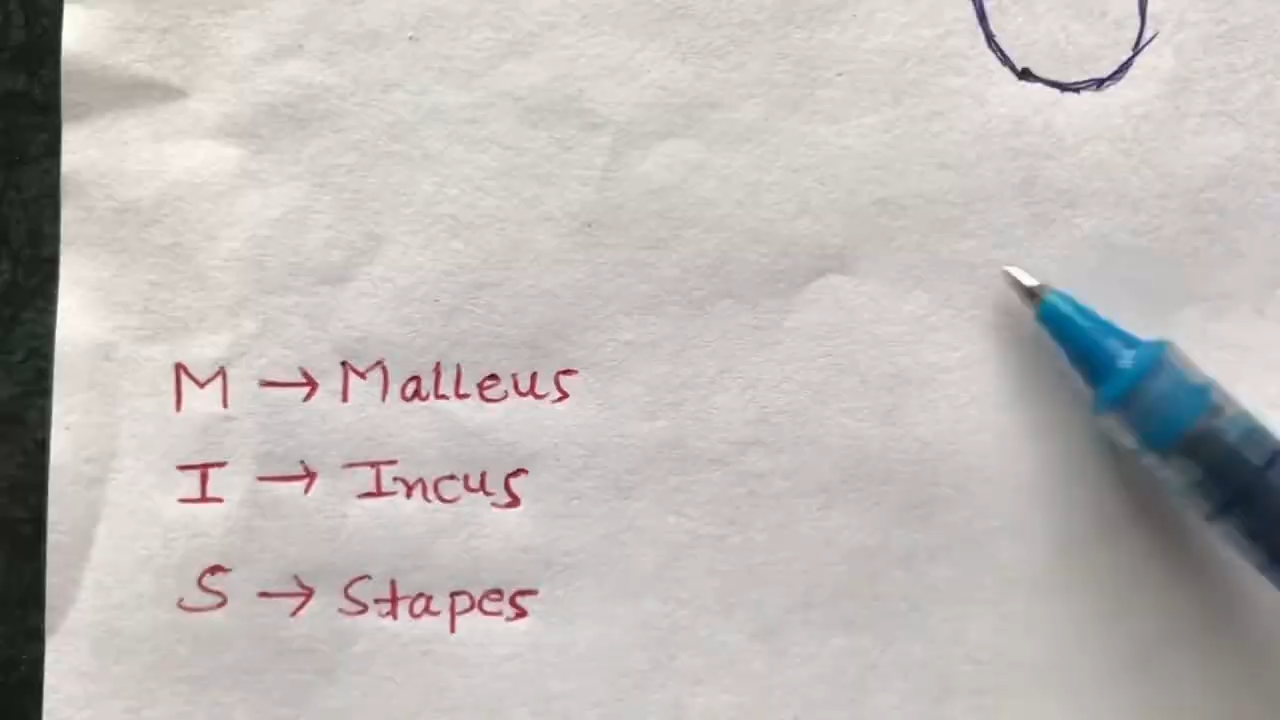 M → Malleus
I → Incus
S → Stapes